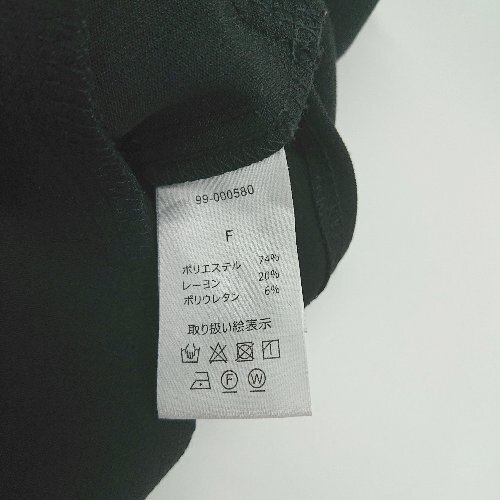 99-000580
F
ポリエステル 74%
レーヨン 20%
ポリウレタン 6%
取り扱い絵表示
F W